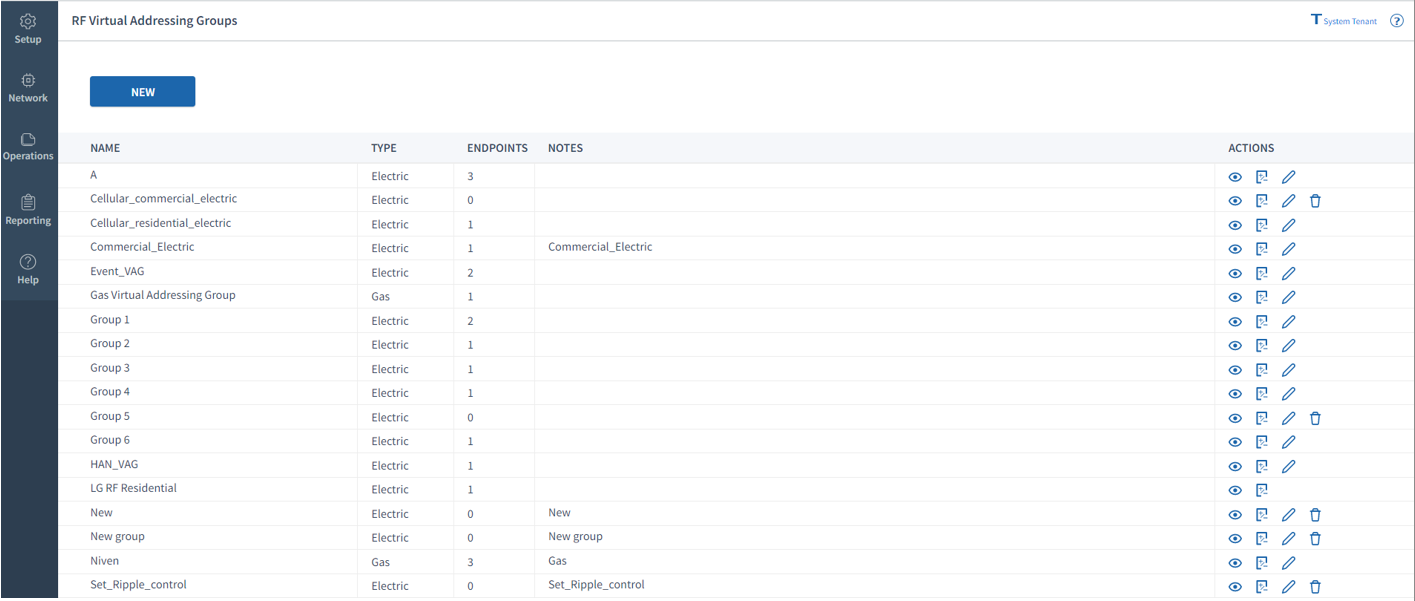 RF Virtual Addressing Groups
T System Tenant ?
Setup
Network
Operations
Reporting
Help
NEW
NAME TYPE ENDPOINTS NOTES ACTIONS
A Electric 3
Cellular_commercial_electric Electric 0
Cellular_residential_electric Electric 1
Commercial_Electric Electric 1 Commercial_Electric
Event_VAG Electric 2
Gas Virtual Addressing Group Gas 1
Group 1 Electric 2
Group 2 Electric 1
Group 3 Electric 1
Group 4 Electric 1
Group 5 Electric 0
Group 6 Electric 1
HAN_VAG Electric 1
LG RF Residential Electric 1
New Electric 0 New
New group Electric 0 New group
Niven Gas 3 Gas
Set_Ripple_control Electric 0 Set_Ripple_control